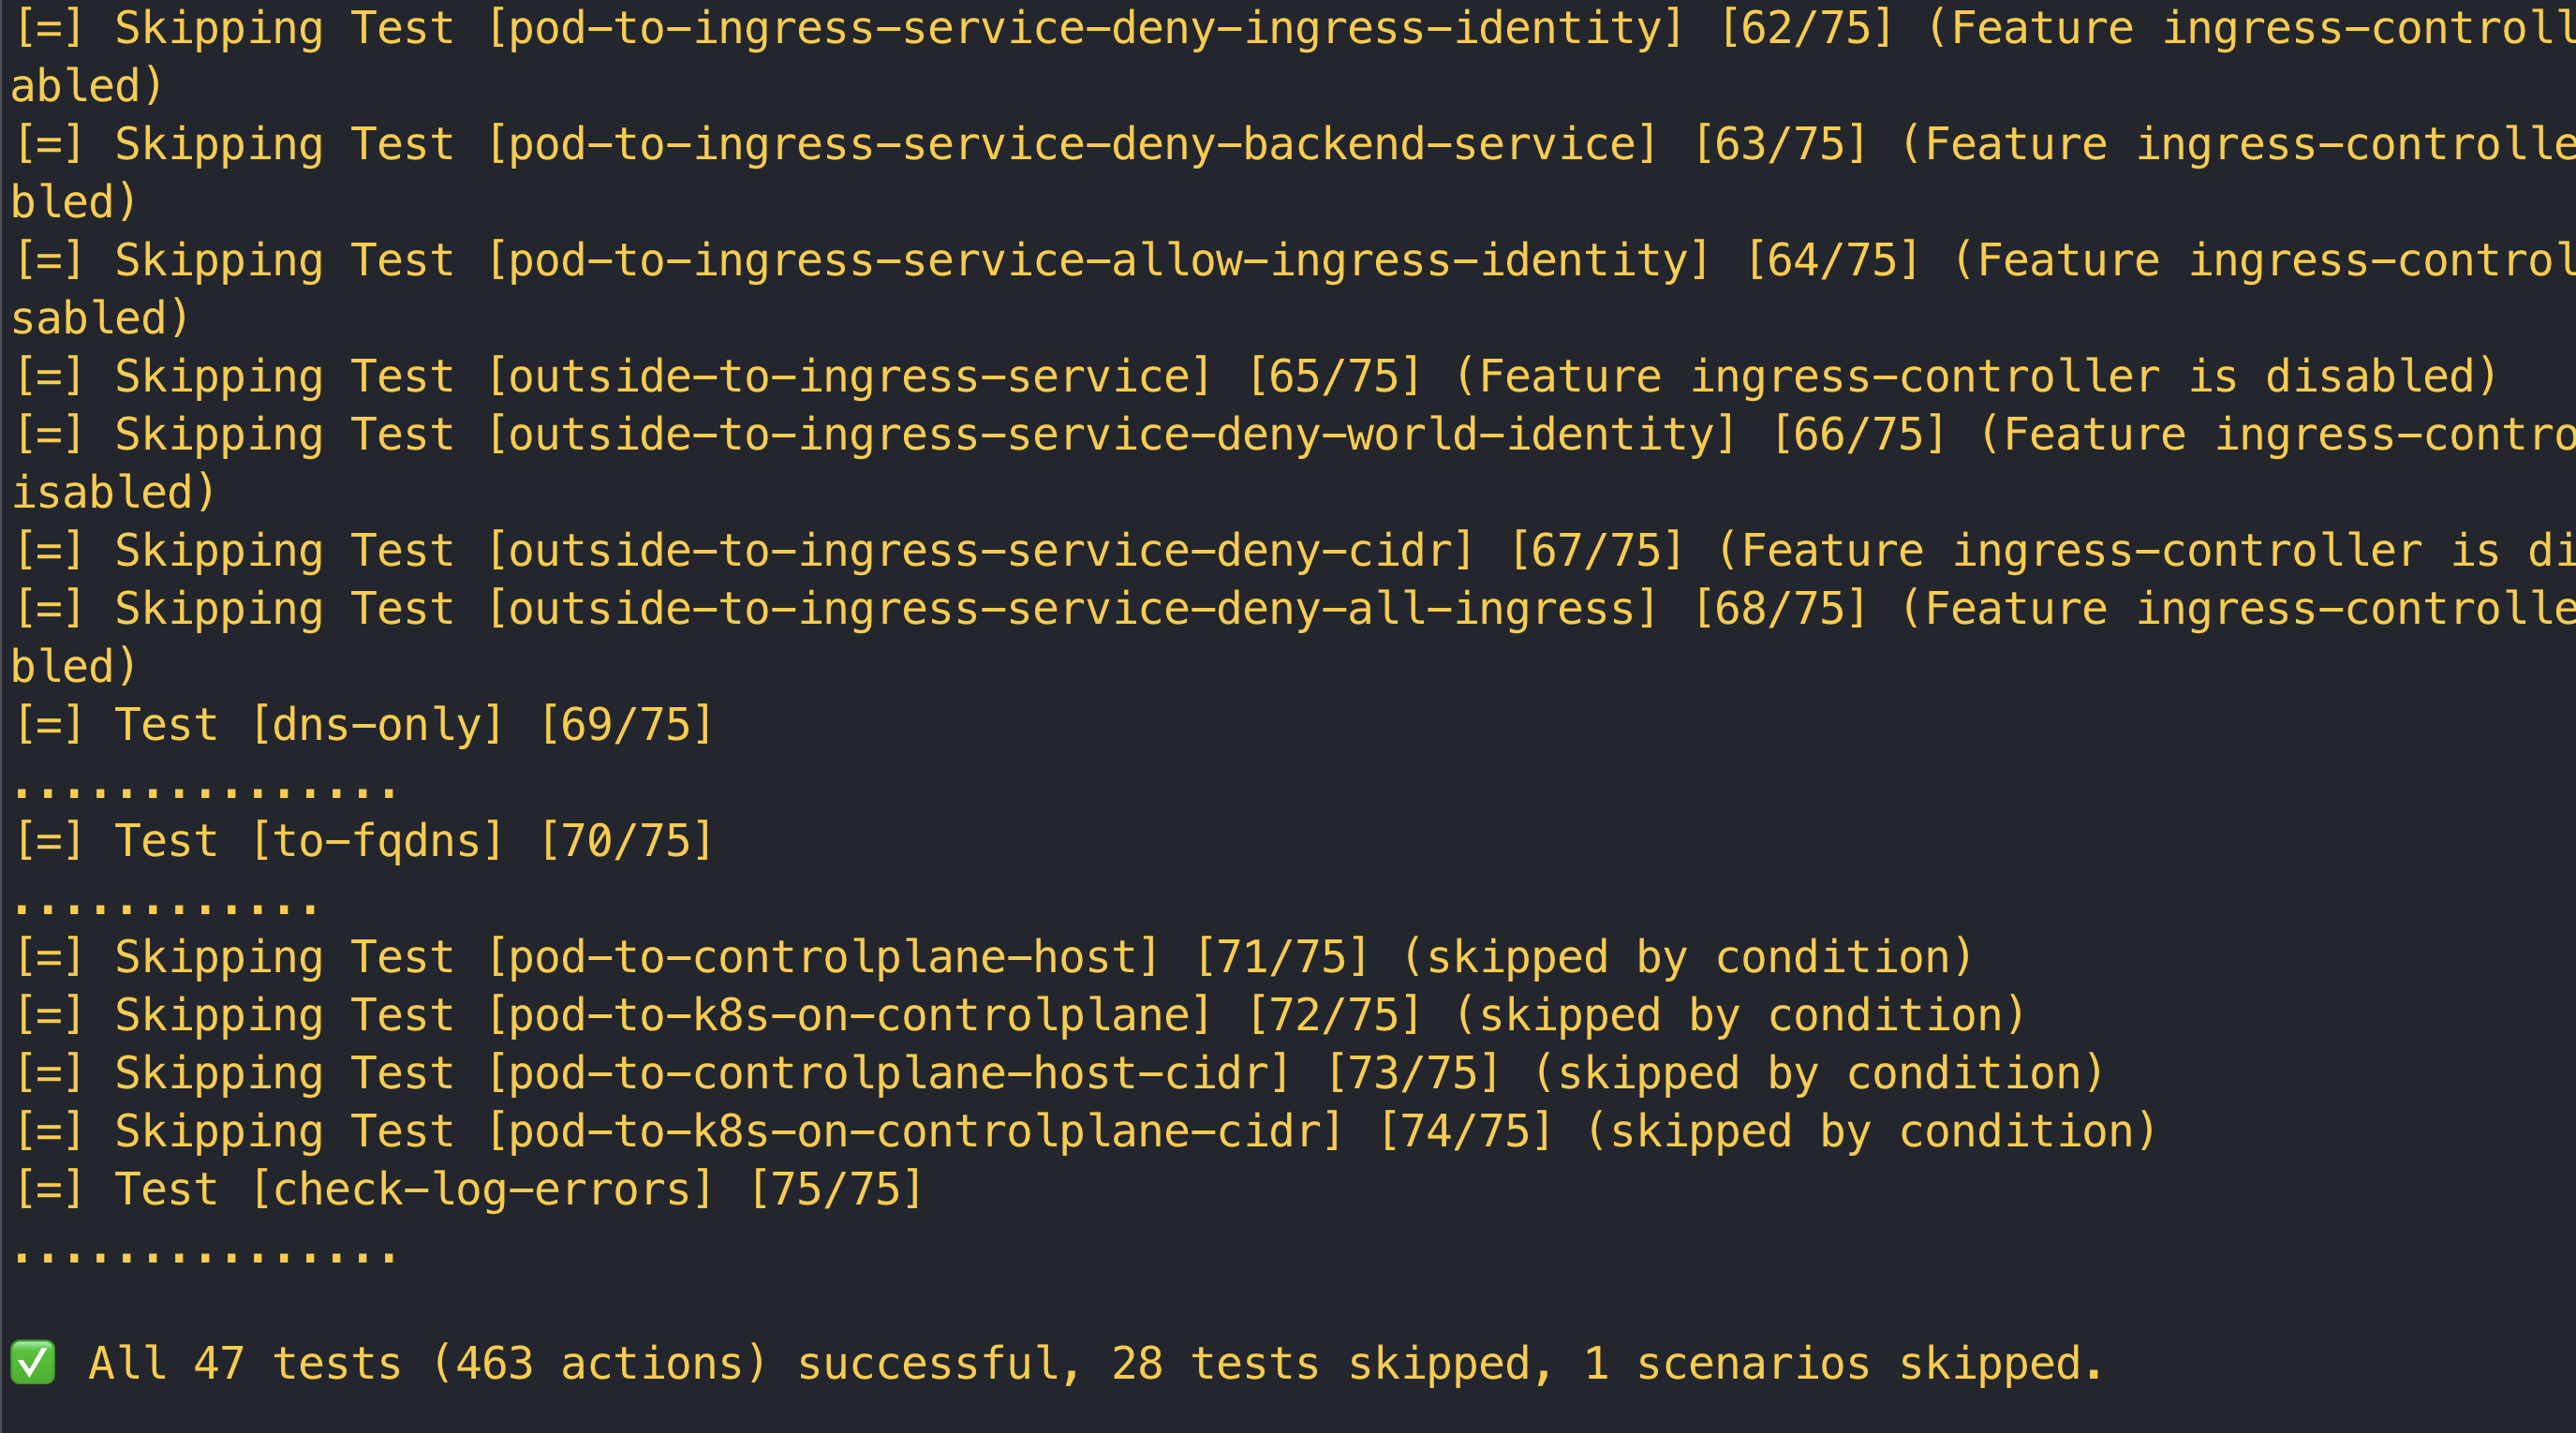 [=] Skipping Test [pod-to-ingress-service-deny-ingress-identity] [62/75] (Feature ingress-controll
abled)
[=] Skipping Test [pod-to-ingress-service-deny-backend-service] [63/75] (Feature ingress-controlle
bled)
[=] Skipping Test [pod-to-ingress-service-allow-ingress-identity] [64/75] (Feature ingress-control
sabled)
[=] Skipping Test [outside-to-ingress-service] [65/75] (Feature ingress-controller is disabled)
[=] Skipping Test [outside-to-ingress-service-deny-world-identity] [66/75] (Feature ingress-contro
isabled)
[=] Skipping Test [outside-to-ingress-service-deny-cidr] [67/75] (Feature ingress-controller is di
[=] Skipping Test [outside-to-ingress-service-deny-all-ingress] [68/75] (Feature ingress-controlle
bled)
[=] Test [dns-only] [69/75]
...............
[=] Test [to-fqdns] [70/75]
............
[=] Skipping Test [pod-to-controlplane-host] [71/75] (skipped by condition)
[=] Skipping Test [pod-to-k8s-on-controlplane] [72/75] (skipped by condition)
[=] Skipping Test [pod-to-controlplane-host-cidr] [73/75] (skipped by condition)
[=] Skipping Test [pod-to-k8s-on-controlplane-cidr] [74/75] (skipped by condition)
[=] Test [check-log-errors] [75/75]
...............
✅ All 47 tests (463 actions) successful, 28 tests skipped, 1 scenarios skipped.